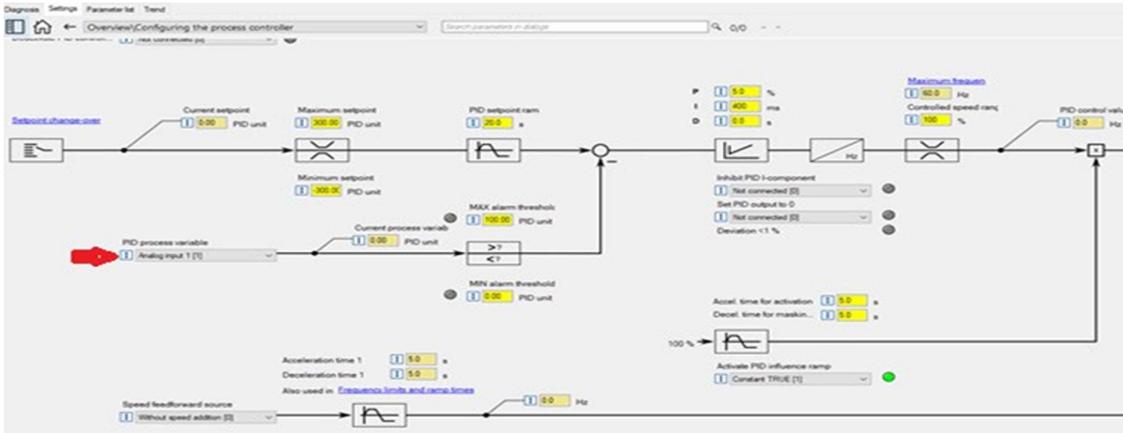 Diagnosis Settings Parameter list Trend
Overview\Configuring the process controller
Search parameters in dialogs
0/0
Not connected [0]
Setpoint change-over
Current setpoint
0.00 PID unit
Maximum setpoint
300.00 PID unit
Minimum setpoint
-300.00 PID unit
PID setpoint ram
20.0 s
P 5.0 %
I 400 ms
D 0.0 s
Maximum frequen
60.0 Hz
Controlled speed rang
100 %
PID control valu
0.0 Hz
Hz
x
Inhibit PID I-component
Not connected [0]
Set PID output to 0
Not connected [0]
Deviation <1 %
MAX alarm threshold
100.00 PID unit
Current process variab
0.00 PID unit
PID process variable
Analog input 1 [1]
>?
<?
MIN alarm threshold
0.00 PID unit
Accel. time for activation 5.0 s
Decel. time for maskin... 5.0 s
100 %
Activate PID influence ramp
Constant TRUE [1]
Acceleration time 1 5.0 s
Deceleration time 1 5.0 s
Also used in Frequency limits and ramp times
Speed feedforward source
Without speed addition [0]
0.0 Hz